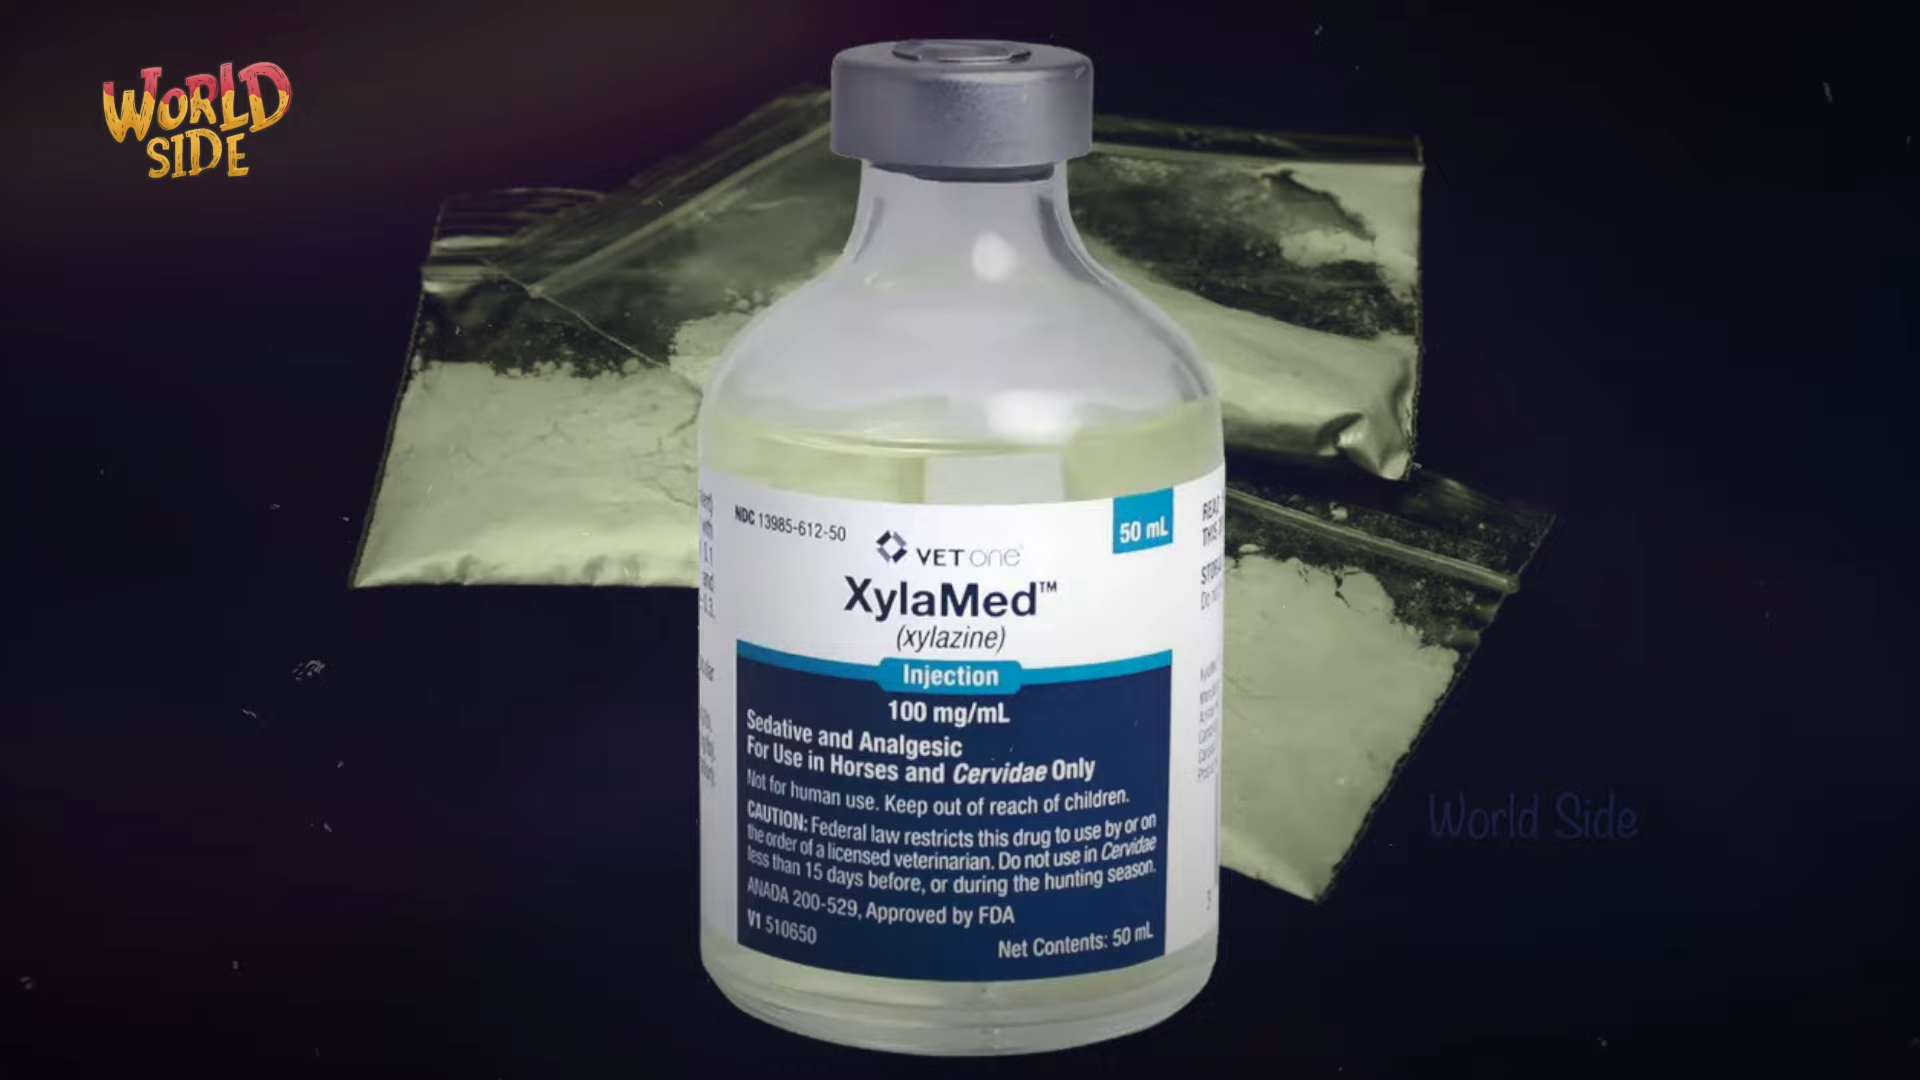 WORLD
SIDE
NDC 13985-612-50
50 mL
VET one
XylaMed™
(xylazine)
Injection
100 mg/mL
Sedative and Analgesic
For Use in Horses and Cervidae Only
Not for human use. Keep out of reach of children.
CAUTION: Federal law restricts this drug to use by or on
the order of a licensed veterinarian. Do not use in Cervidae
less than 15 days before, or during the hunting season.
ANADA 200-529, Approved by FDA
V1 510650
Net Contents: 50 mL
World Side